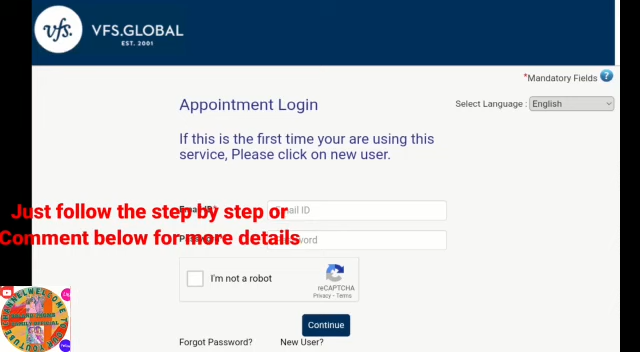 vfs.
VFS.GLOBAL
EST. 2001
*Mandatory Fields ?
Select Language : English
Appointment Login
If this is the first time your are using this
service, Please click on new user.
Email ID
Just follow the step by step or
Comment below for more details
I'm not a robot
reCAPTCHA
Privacy - Terms
Continue
Forgot Password?
New User?